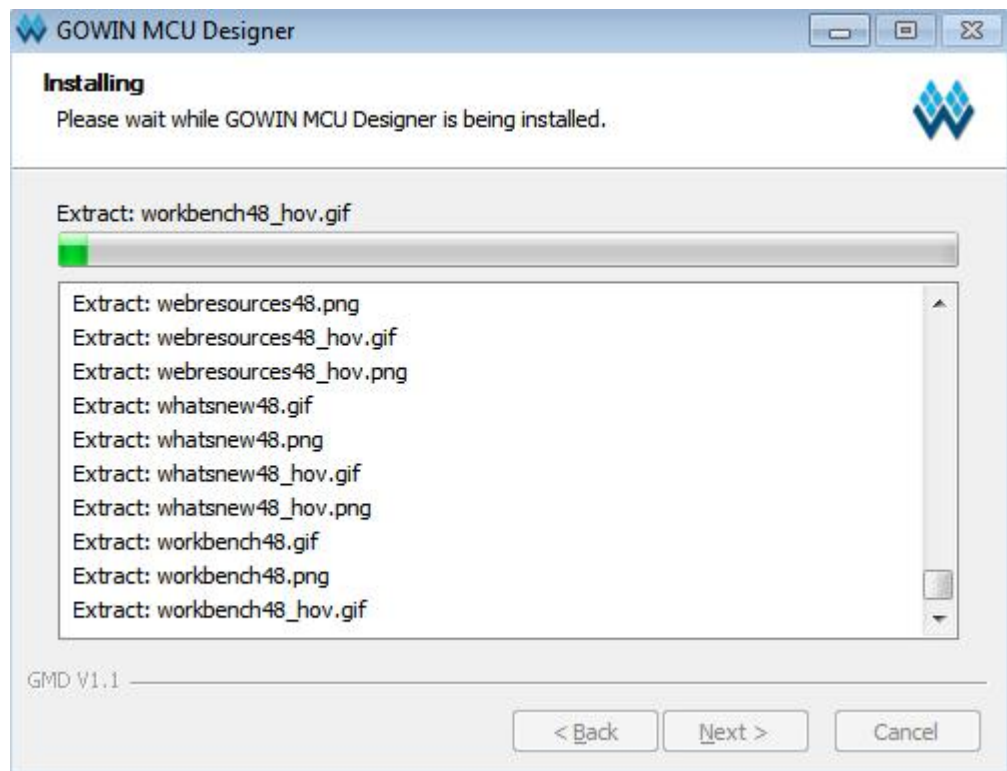 GOWIN MCU Designer
Installing
Please wait while GOWIN MCU Designer is being installed.
Extract: workbench48_hov.gif
Extract: webresources48.png
Extract: webresources48_hov.gif
Extract: webresources48_hov.png
Extract: whatsnew48.gif
Extract: whatsnew48.png
Extract: whatsnew48_hov.gif
Extract: whatsnew48_hov.png
Extract: workbench48.gif
Extract: workbench48.png
Extract: workbench48_hov.gif
GMD V1.1
< Back Next > Cancel